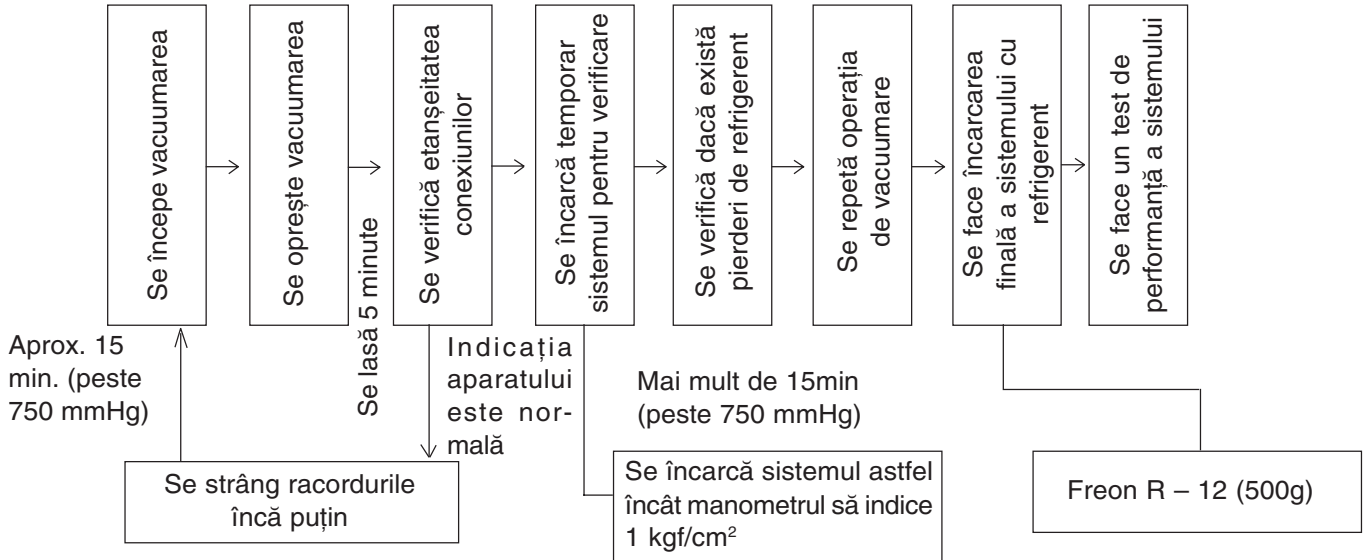 Se începe vacuumarea
Se oprește vacuumarea
Se lasă 5 minute
Se verifică etanșeitatea
conexiunilor
Se încarcă temporar
sistemul pentru verificare
Se verifică dacă există
pierderi de refrigerent
Se repetă operația
de vacuumare
Se face încarcarea
finală a sistemului cu
refrigerent
Se face un test de
performanță a sistemului
Aprox. 15
min. (peste
750 mmHg)
Indicația
aparatului
este nor-
mală
Mai mult de 15min
(peste 750 mmHg)
Se strâng racordurile
încă puțin
Se încarcă sistemul astfel
încât manometrul să indice
1 kgf/cm²
Freon R – 12 (500g)